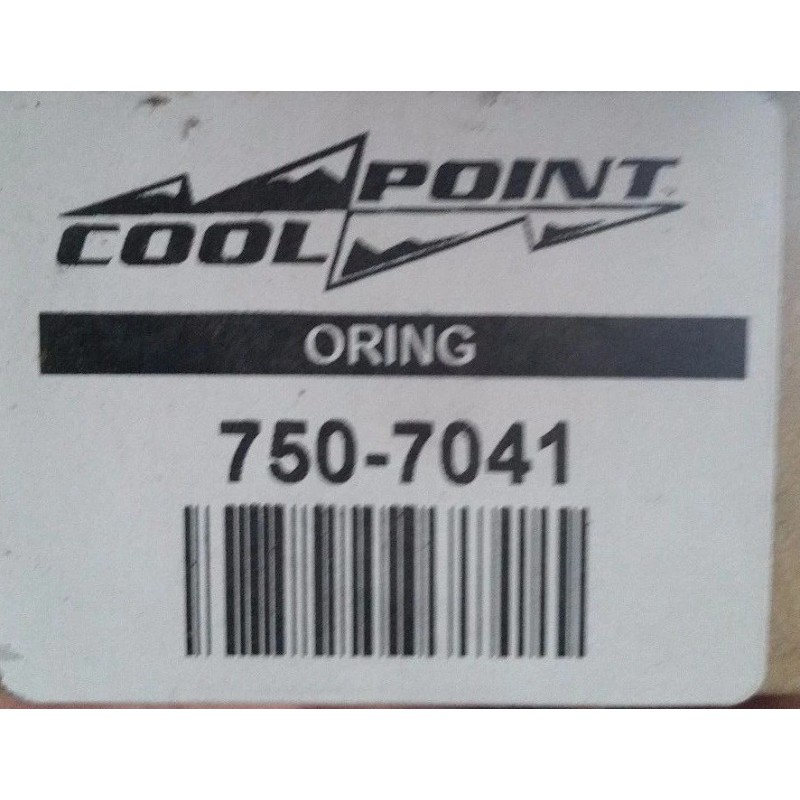 POINT
COOL
ORING
750-7041